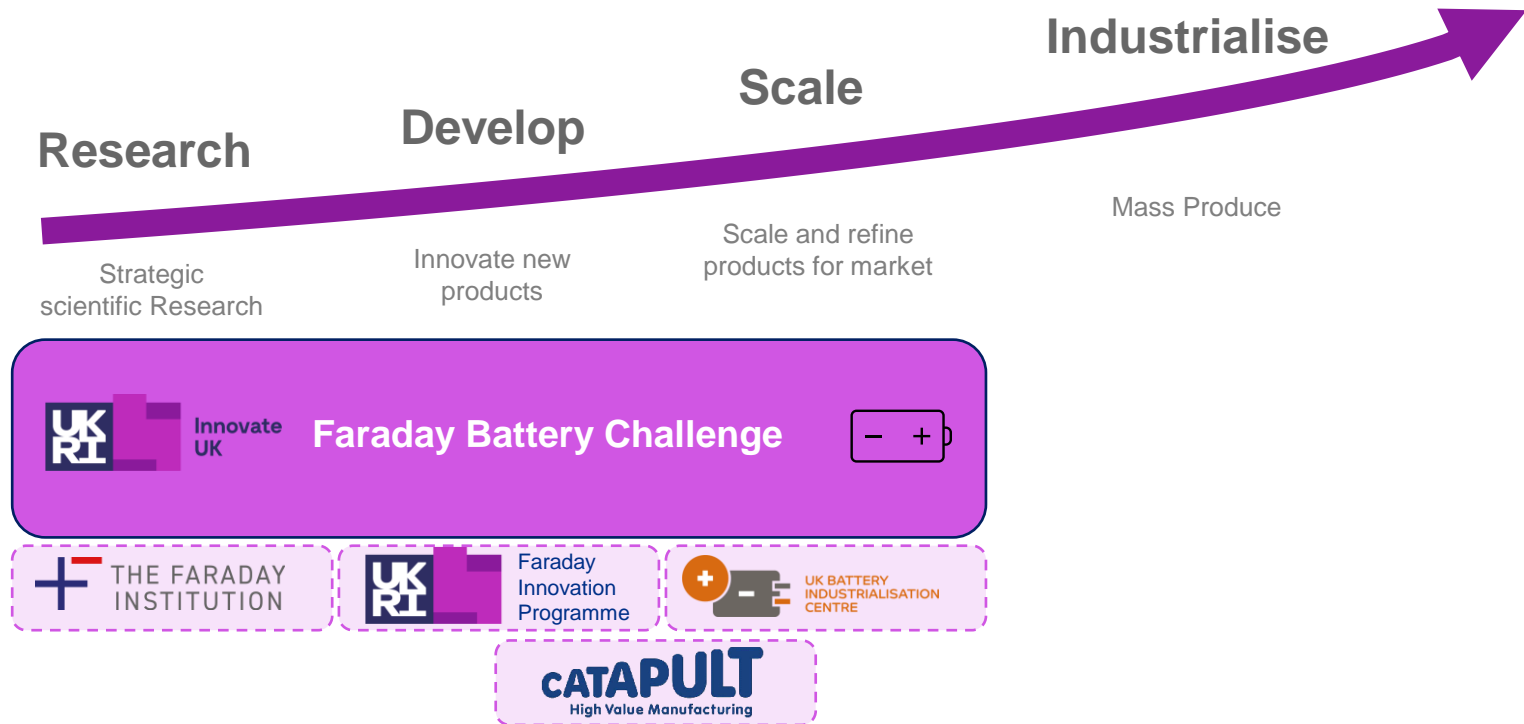 Research
Develop
Scale
Industrialise
Strategic
scientific Research
Innovate new
products
Scale and refine
products for market
Mass Produce
UK
RI
Innovate
UK
Faraday Battery Challenge
− +
THE FARADAY
INSTITUTION
UK
RI
Faraday
Innovation
Programme
+
-
UK BATTERY
INDUSTRIALISATION
CENTRE
CATAPULT
High Value Manufacturing